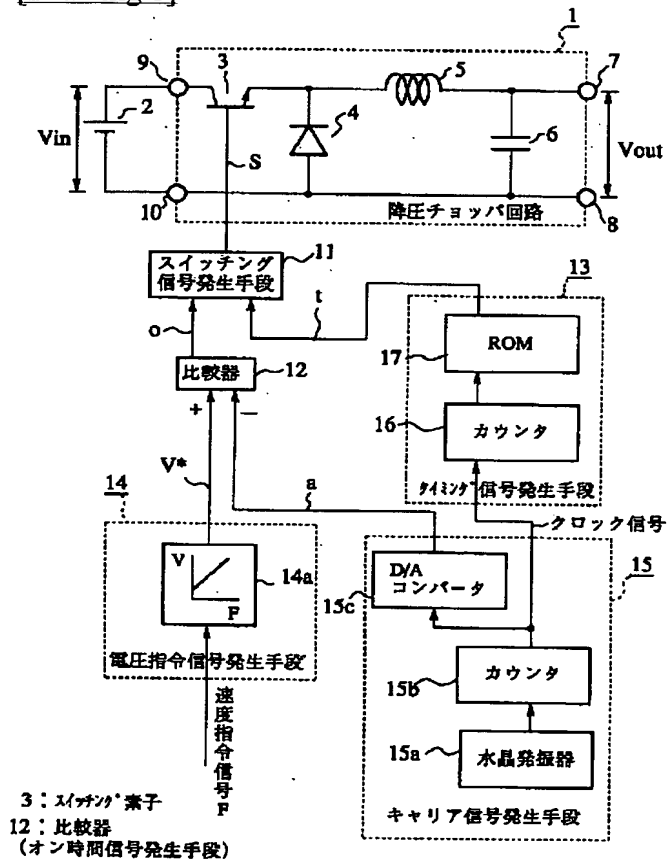 1
9
3
5
7
Vin
2
4
6
Vout
S
10
降圧チョッパ回路
8
スイッチング
信号発生手段
11
t
13
o
17
ROM
比較器
12
+
−
16
カウンタ
V*
a
タイミング信号発生手段
14
クロック信号
V
F
14a
D/A
コンバータ
15c
15
電圧指令信号発生手段
カウンタ
15b
速度指令信号F
15a
水晶発振器
キャリア信号発生手段
3：スイッチング素子
12：比較器
(オン時間信号発生手段)